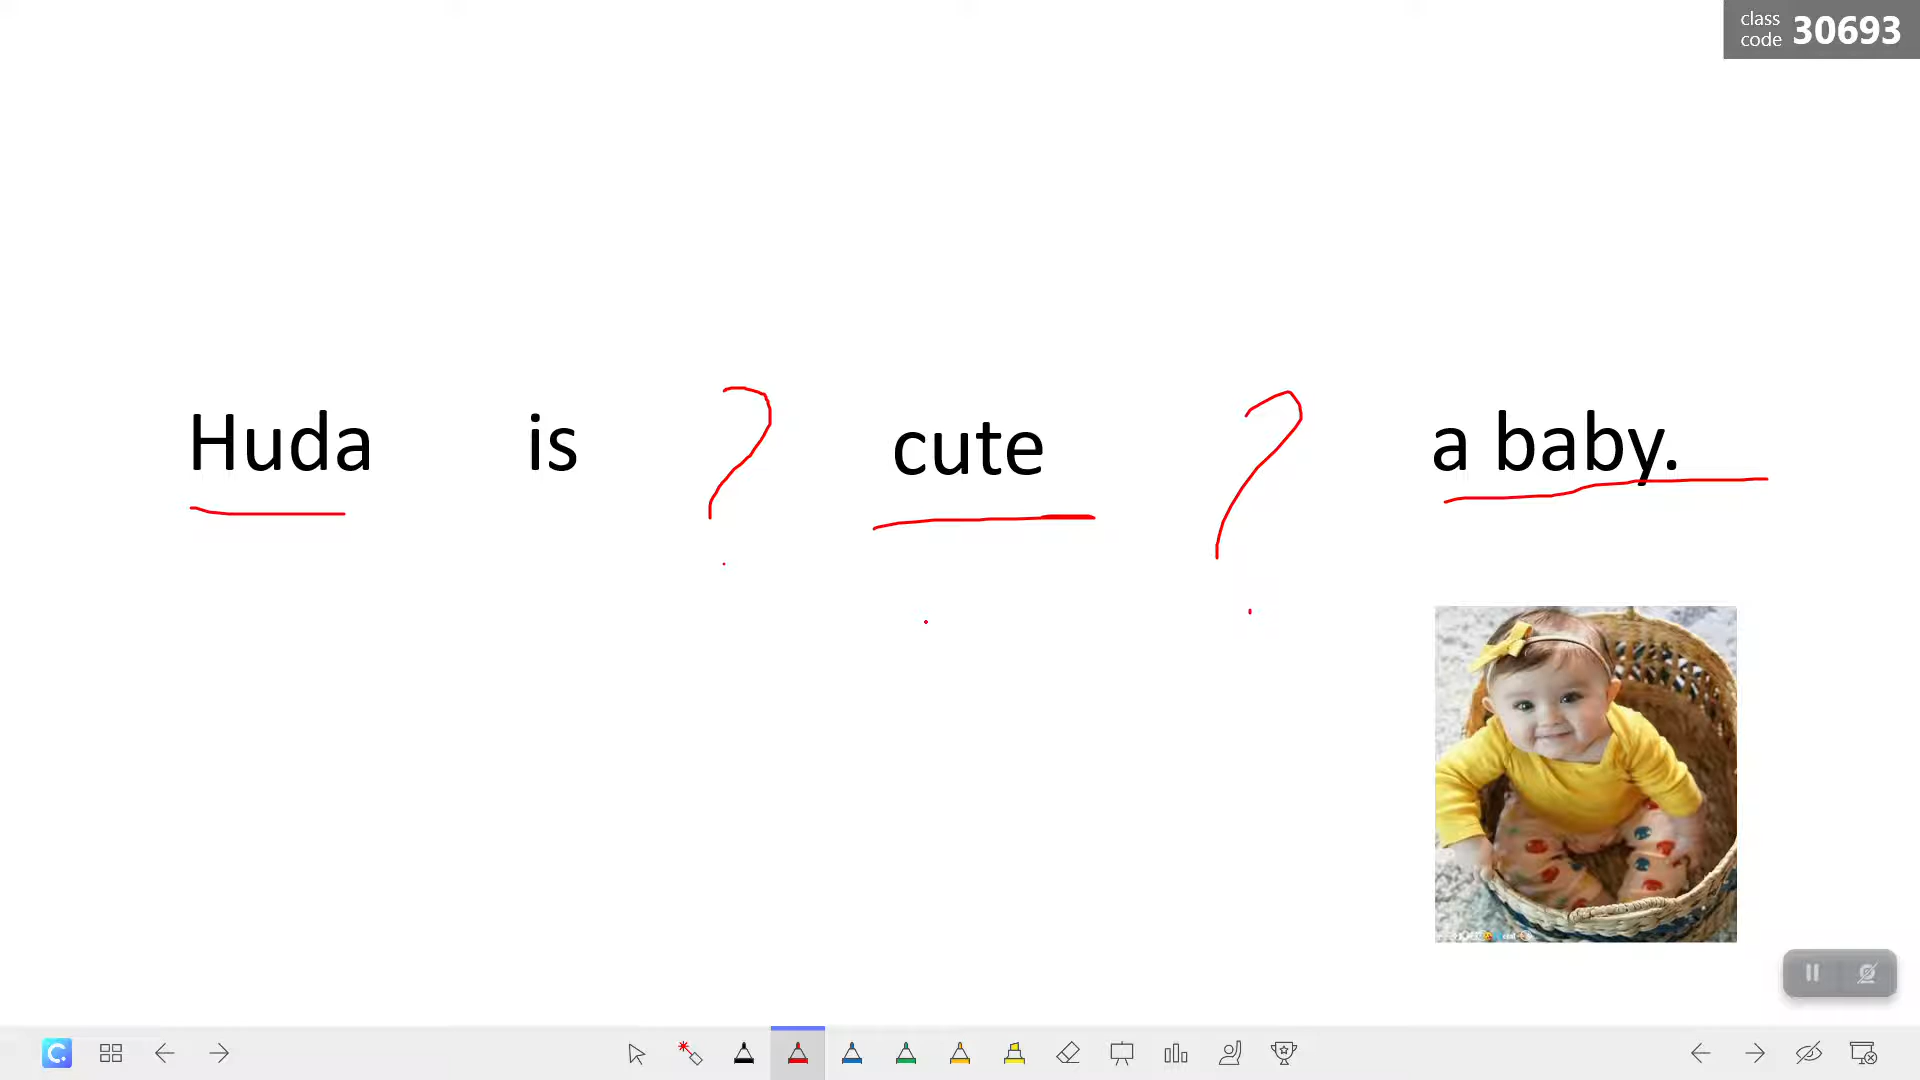 class
code 30693
Huda is ? cute ? a baby.